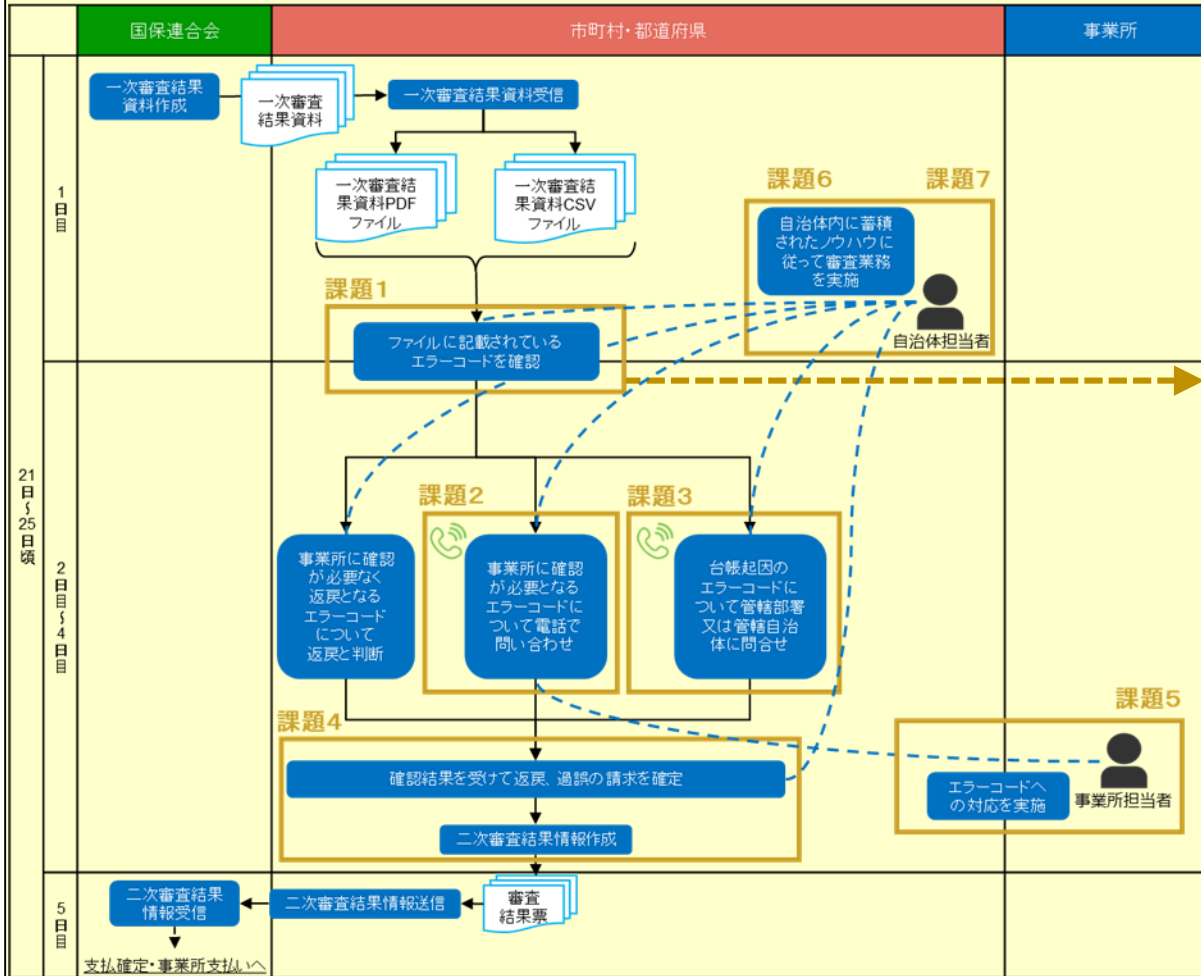 国保連合会
市町村・都道府県
事業所
21日~25日頃
1日目
一次審査結果
資料作成
一次審査
結果資料
一次審査結果資料受信
一次審査結
果資料PDF
ファイル
一次審査結
果資料CSV
ファイル
課題6
課題7
自治体内に蓄積
されたノウハウに
従って審査業務
を実施
自治体担当者
課題1
ファイルに記載されている
エラーコードを確認
2日目~4日目
事業所に確認
が必要なく
返戻となる
エラーコード
について
返戻と判断
課題2
事業所に確認
が必要となる
エラーコードに
ついて電話で
問い合わせ
課題3
台帳起因の
エラーコードに
ついて管轄部署
又は管轄自治
体に問合せ
課題4
確認結果を受けて返戻、過誤の請求を確定
二次審査結果情報作成
課題5
エラーコードへ
の対応を実施
事業所担当者
5日目
二次審査結果
情報受信
二次審査結果情報送信
審査
結果票
支払確定・事業所支払いへ